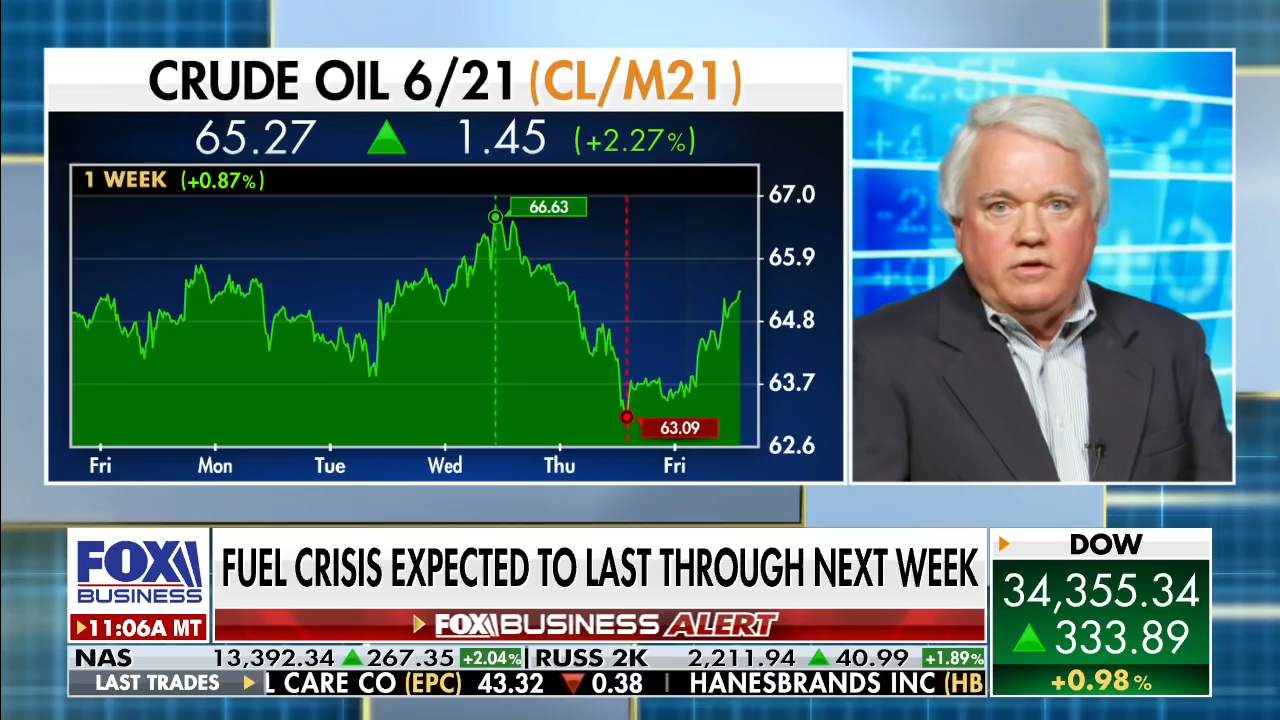 CRUDE OIL 6/21 (CL/M21)
65.27 ▲ 1.45 (+2.27%)
1 WEEK (+0.87%)
66.63
63.09
67.0
65.9
64.8
63.7
62.6
Fri Mon Tue Wed Thu Fri
FOX BUSINESS
11:06A MT
FUEL CRISIS EXPECTED TO LAST THROUGH NEXT WEEK
FOX BUSINESS ALERT
DOW
34,355.34
▲ 333.89
+0.98%
NAS 13,392.34 ▲ 267.35 +2.04% RUSS 2K 2,211.94 ▲ 40.99 +1.89%
LAST TRADES L CARE CO (EPC) 43.32 ▼ 0.38 HANESBRANDS INC (HB